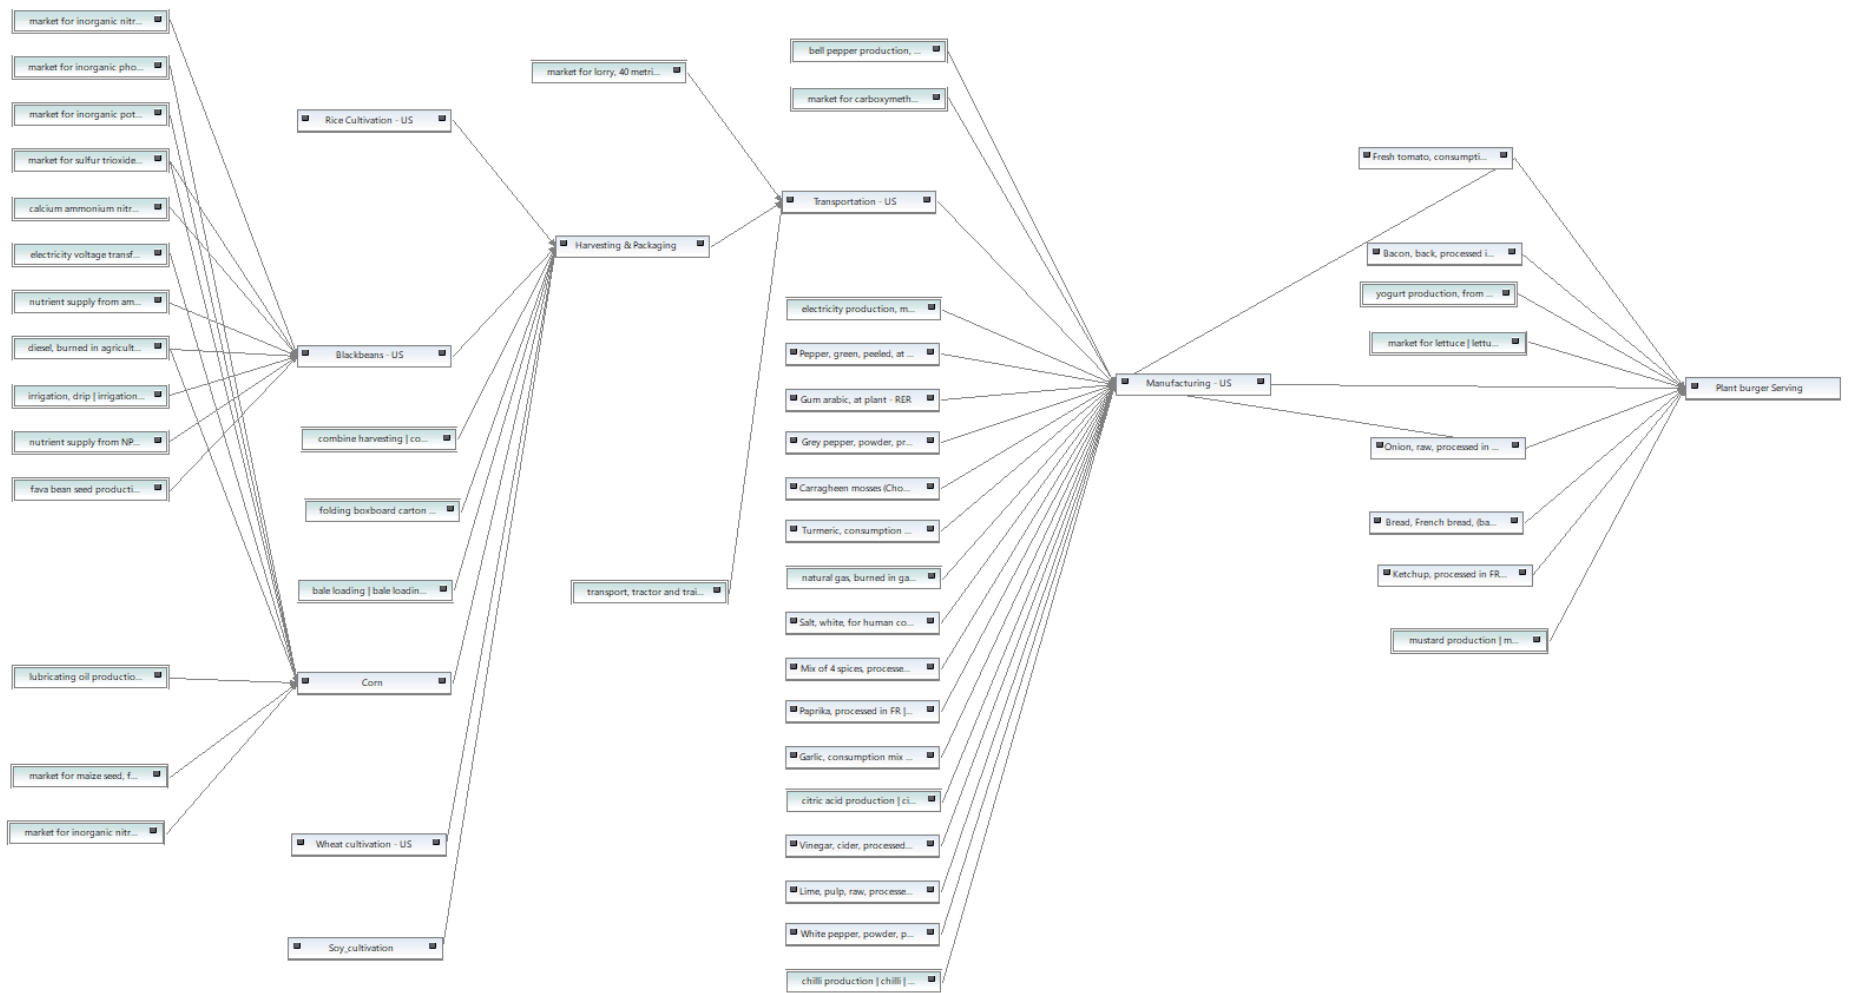 market for inorganic nitr...
market for inorganic pho...
market for inorganic pot...
market for sulfur trioxide...
calcium ammonium nitr...
electricity voltage transf...
nutrient supply from am...
diesel, burned in agricult...
irrigation, drip | irrigation...
nutrient supply from NP...
fava bean seed producti...
lubricating oil productio...
market for maize seed, f...
market for inorganic nitr...
Rice Cultivation - US
Blackbeans - US
combine harvesting | co...
folding boxboard carton ...
bale loading | bale loadin...
Corn
Wheat cultivation - US
Soy_cultivation
market for lorry, 40 metri...
Harvesting & Packaging
transport, tractor and trai...
bell pepper production, ...
market for carboxymeth...
Transportation - US
electricity production, m...
Pepper, green, peeled, at ...
Gum arabic, at plant - RER
Grey pepper, powder, pr...
Carragheen mosses (Cho...
Turmeric, consumption ...
natural gas, burned in ga...
Salt, white, for human co...
Mix of 4 spices, processe...
Paprika, processed in FR |...
Garlic, consumption mix ...
citric acid production | ci...
Vinegar, cider, processed...
Lime, pulp, raw, processe...
White pepper, powder, p...
chilli production | chilli | ...
Manufacturing - US
Fresh tomato, consumpti...
Bacon, back, processed i...
yogurt production, from ...
market for lettuce | lettu...
Onion, raw, processed in ...
Bread, French bread, (ba...
Ketchup, processed in FR...
mustard production | m...
Plant burger Serving